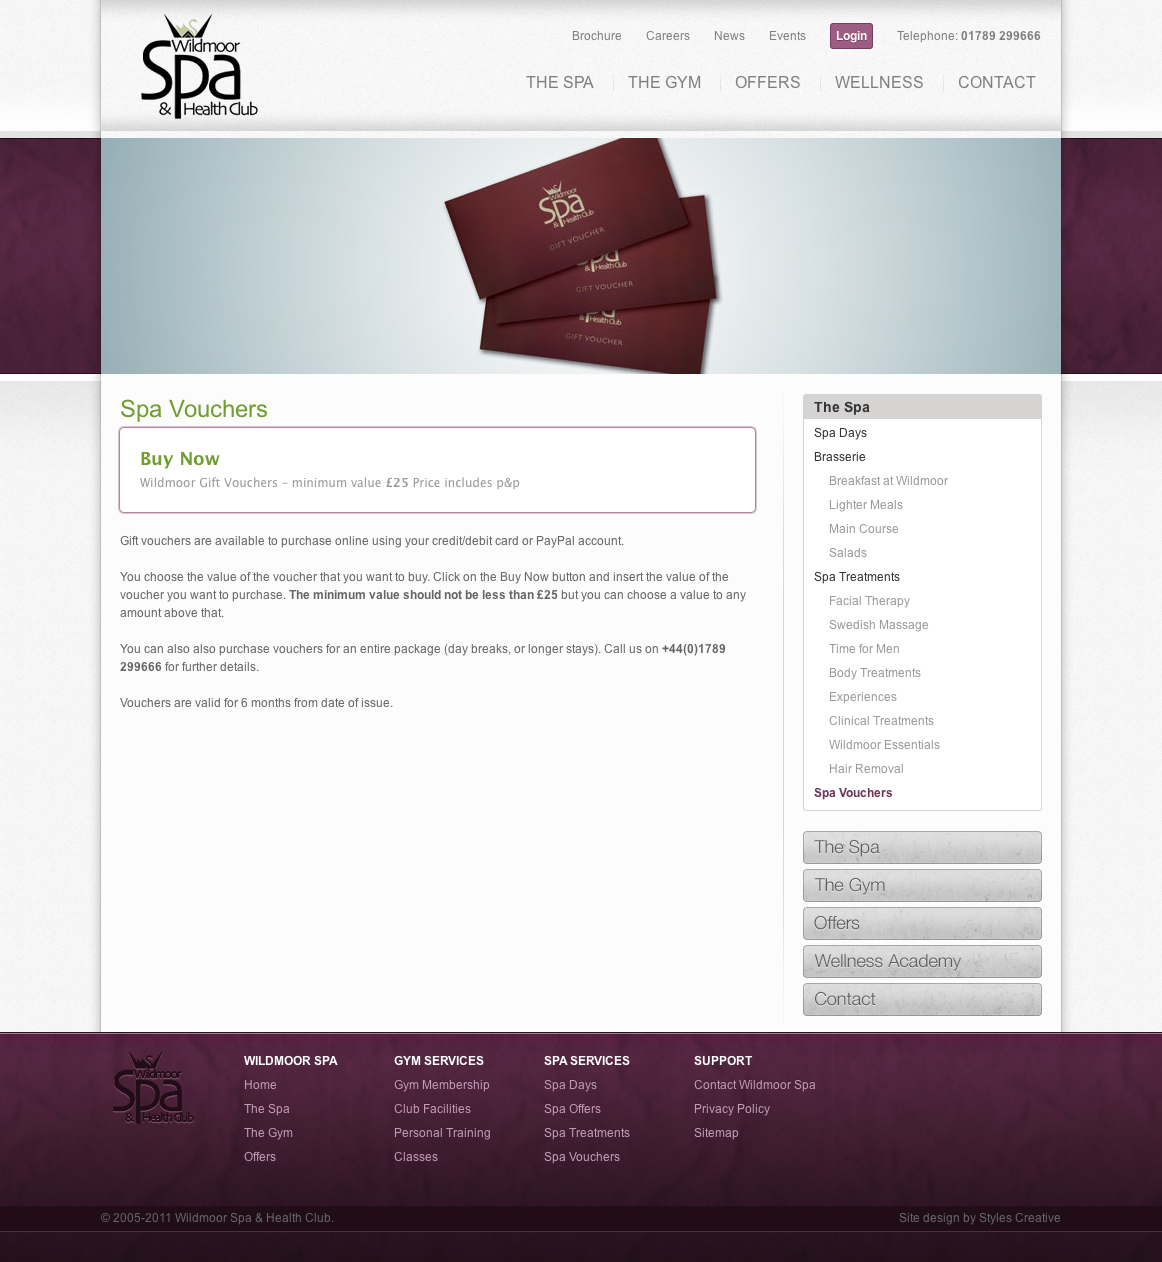 Wildmoor
Spa
& Health Club
Brochure
Careers
News
Events
Login
Telephone: 01789 299666
THE SPA
THE GYM
OFFERS
WELLNESS
CONTACT
Wildmoor
Spa
& Health Club
GIFT VOUCHER
Spa
& Health Club
GIFT VOUCHER
Spa
& Health Club
GIFT VOUCHER
Spa Vouchers
Buy Now
Wildmoor Gift Vouchers – minimum value £25 Price includes p&p
Gift vouchers are available to purchase online using your credit/debit card or PayPal account.
You choose the value of the voucher that you want to buy. Click on the Buy Now button and insert the value of the
voucher you want to purchase. The minimum value should not be less than £25 but you can choose a value to any
amount above that.
You can also also purchase vouchers for an entire package (day breaks, or longer stays). Call us on +44(0)1789
299666 for further details.
Vouchers are valid for 6 months from date of issue.
The Spa
Spa Days
Brasserie
Breakfast at Wildmoor
Lighter Meals
Main Course
Salads
Spa Treatments
Facial Therapy
Swedish Massage
Time for Men
Body Treatments
Experiences
Clinical Treatments
Wildmoor Essentials
Hair Removal
Spa Vouchers
The Spa
The Gym
Offers
Wellness Academy
Contact
Wildmoor
Spa
& Health Club
WILDMOOR SPA
Home
The Spa
The Gym
Offers
GYM SERVICES
Gym Membership
Club Facilities
Personal Training
Classes
SPA SERVICES
Spa Days
Spa Offers
Spa Treatments
Spa Vouchers
SUPPORT
Contact Wildmoor Spa
Privacy Policy
Sitemap
© 2005-2011 Wildmoor Spa & Health Club.
Site design by Styles Creative